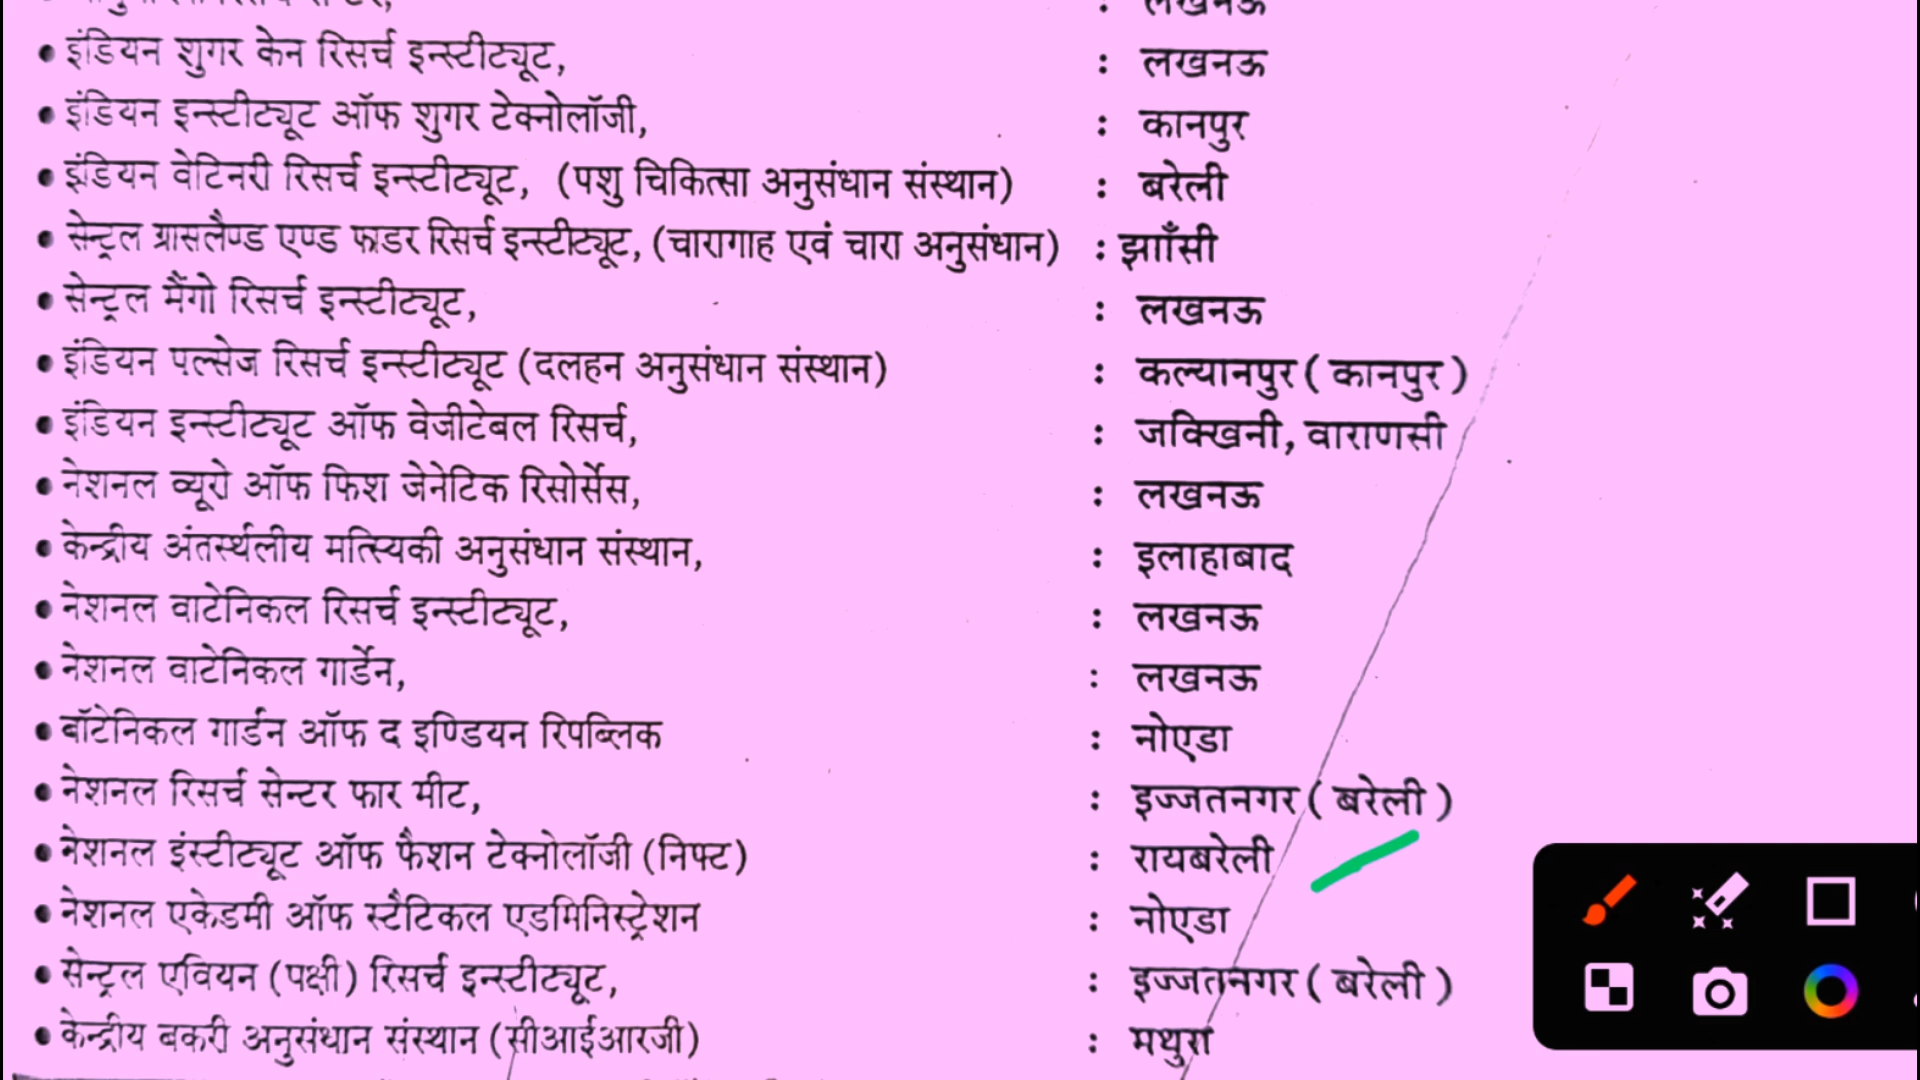 : लखनऊ
• इंडियन शुगर केन रिसर्च इन्स्टीट्यूट, : लखनऊ
• इंडियन इन्स्टीट्यूट ऑफ शुगर टेक्नोलॉजी, : कानपुर
• इंडियन वेटिनरी रिसर्च इन्स्टीट्यूट, (पशु चिकित्सा अनुसंधान संस्थान) : बरेली
• सेन्ट्रल ग्रासलैण्ड एण्ड फाडर रिसर्च इन्स्टीट्यूट, (चारागाह एवं चारा अनुसंधान) : झााँसी
• सेन्ट्रल मैंगो रिसर्च इन्स्टीट्यूट, : लखनऊ
• इंडियन पल्सेज रिसर्च इन्स्टीट्यूट (दलहन अनुसंधान संस्थान) : कल्यानपुर ( कानपुर )
• इंडियन इन्स्टीट्यूट ऑफ वेजीटेबल रिसर्च, : जक्खिनी, वाराणसी
• नेशनल व्यूरो ऑफ फिश जेनेटिक रिसोर्सेस, : लखनऊ
• केन्द्रीय अंतर्स्थलीय मत्स्यिकी अनुसंधान संस्थान, : इलाहाबाद
• नेशनल वाटेनिकल रिसर्च इन्स्टीट्यूट, : लखनऊ
• नेशनल वाटेनिकल गार्डेन, : लखनऊ
• बॉटेनिकल गार्डन ऑफ द इण्डियन रिपब्लिक : नोएडा
• नेशनल रिसर्च सेन्टर फार मीट, : इज्जतनगर ( बरेली )
• नेशनल इंस्टीट्यूट ऑफ फैशन टेक्नोलॉजी (निफ्ट) : रायबरेली
• नेशनल एकेडमी ऑफ स्टैटिकल एडमिनिस्ट्रेशन : नोएडा
• सेन्ट्रल एवियन (पक्षी) रिसर्च इन्स्टीट्यूट, : इज्जतनगर ( बरेली )
• केन्द्रीय बकरी अनुसंधान संस्थान (सीआईआरजी) : मथुरा